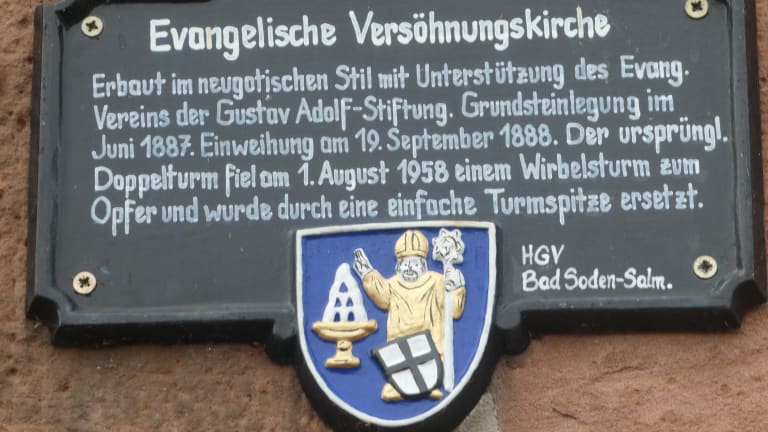 Evangelische Versöhnungskirche
Erbaut im neugotischen Stil mit Unterstützung des Evang.
Vereins der Gustav Adolf-Stiftung. Grundsteinlegung im
Juni 1887. Einweihung am 19. September 1888. Der ursprüngl.
Doppelturm fiel am 1. August 1958 einem Wirbelsturm zum
Opfer und wurde durch eine einfache Turmspitze ersetzt.
HGV
Bad Soden-Salm.